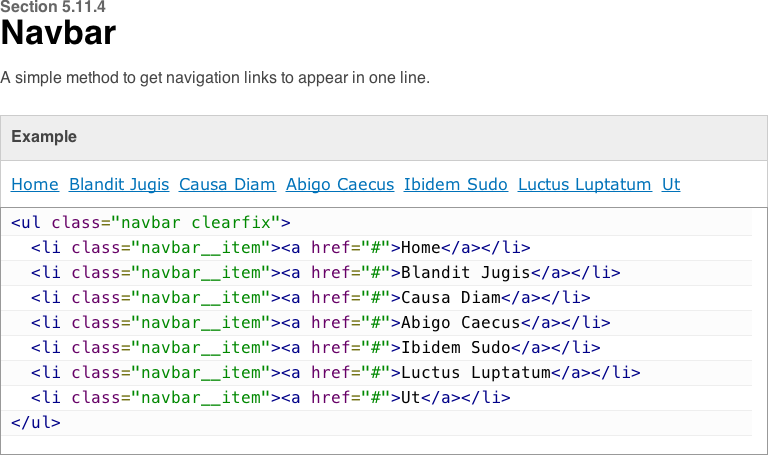 Section 5.11.4
Navbar
A simple method to get navigation links to appear in one line.
Example
Home Blandit Jugis Causa Diam Abigo Caecus Ibidem Sudo Luctus Luptatum Ut
<ul class="navbar clearfix">
  <li class="navbar__item"><a href="#">Home</a></li>
  <li class="navbar__item"><a href="#">Blandit Jugis</a></li>
  <li class="navbar__item"><a href="#">Causa Diam</a></li>
  <li class="navbar__item"><a href="#">Abigo Caecus</a></li>
  <li class="navbar__item"><a href="#">Ibidem Sudo</a></li>
  <li class="navbar__item"><a href="#">Luctus Luptatum</a></li>
  <li class="navbar__item"><a href="#">Ut</a></li>
</ul>